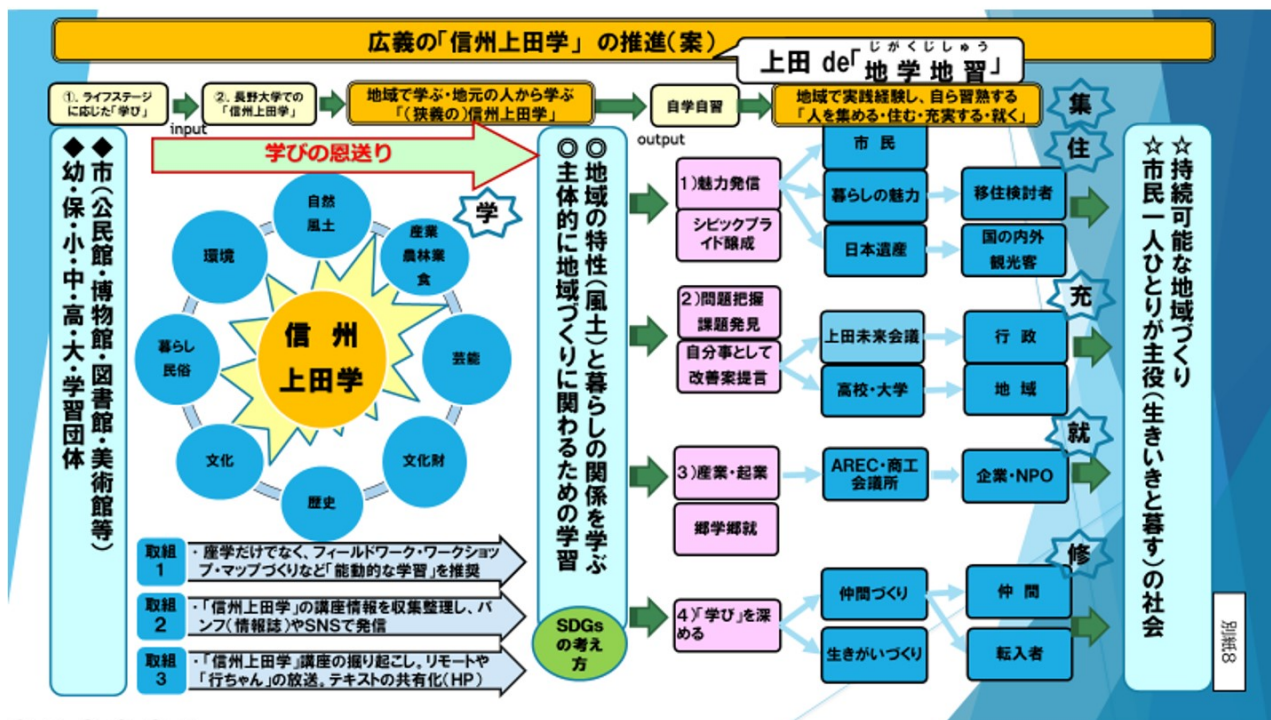 広義の「信州上田学」 の推進(案)
じがくじしゅう
上田 de「地学地習」
①．ライフステージ
に応じた「学び」
②．長野大学での
「信州上田学」
地域で学ぶ・地元の人から学ぶ
「（狭義の）信州上田学」
自学自習
地域で実践経験し、自ら習熟する
「人を集める・住む・充実する・就く」
input
output
学びの恩送り
◆市（公民館・博物館・図書館・美術館等）
◆幼・保・小・中・高・大・学習団体
学
自然
風土
産業
農林業
食
環境
暮らし
民俗
信 州
上田学
芸能
文化
文化財
歴史
取組
1
・座学だけでなく、フィールドワーク・ワークショッ
プ・マップづくりなど「能動的な学習」を推奨
取組
2
・「信州上田学」の講座情報を収集整理し、パ
ンフ（情報誌）やSNSで発信
取組
3
・「信州上田学」講座の掘り起こし。リモートや
「行ちゃん」の放送。テキストの共有化（HP）
◎地域の特性（風土）と暮らしの関係を学ぶ
◎主体的に地域づくりに関わるための学習
SDGs
の考え
方
1）魅力発信
シビックプラ
イド醸成
市 民
暮らしの魅力
日本遺産
移住検討者
国の内外
観光客
2）問題把握
課題発見
自分事として
改善案提言
上田未来会議
高校・大学
行 政
地 域
3）産業・起業
郷学郷就
AREC・商工
会議所
企業・NPO
4）「学び」を深
める
仲間づくり
生きがいづくり
仲 間
転入者
集
住
充
就
修
☆持続可能な地域づくり
☆市民一人ひとりが主役（生きいきと暮す）の社会
別紙8